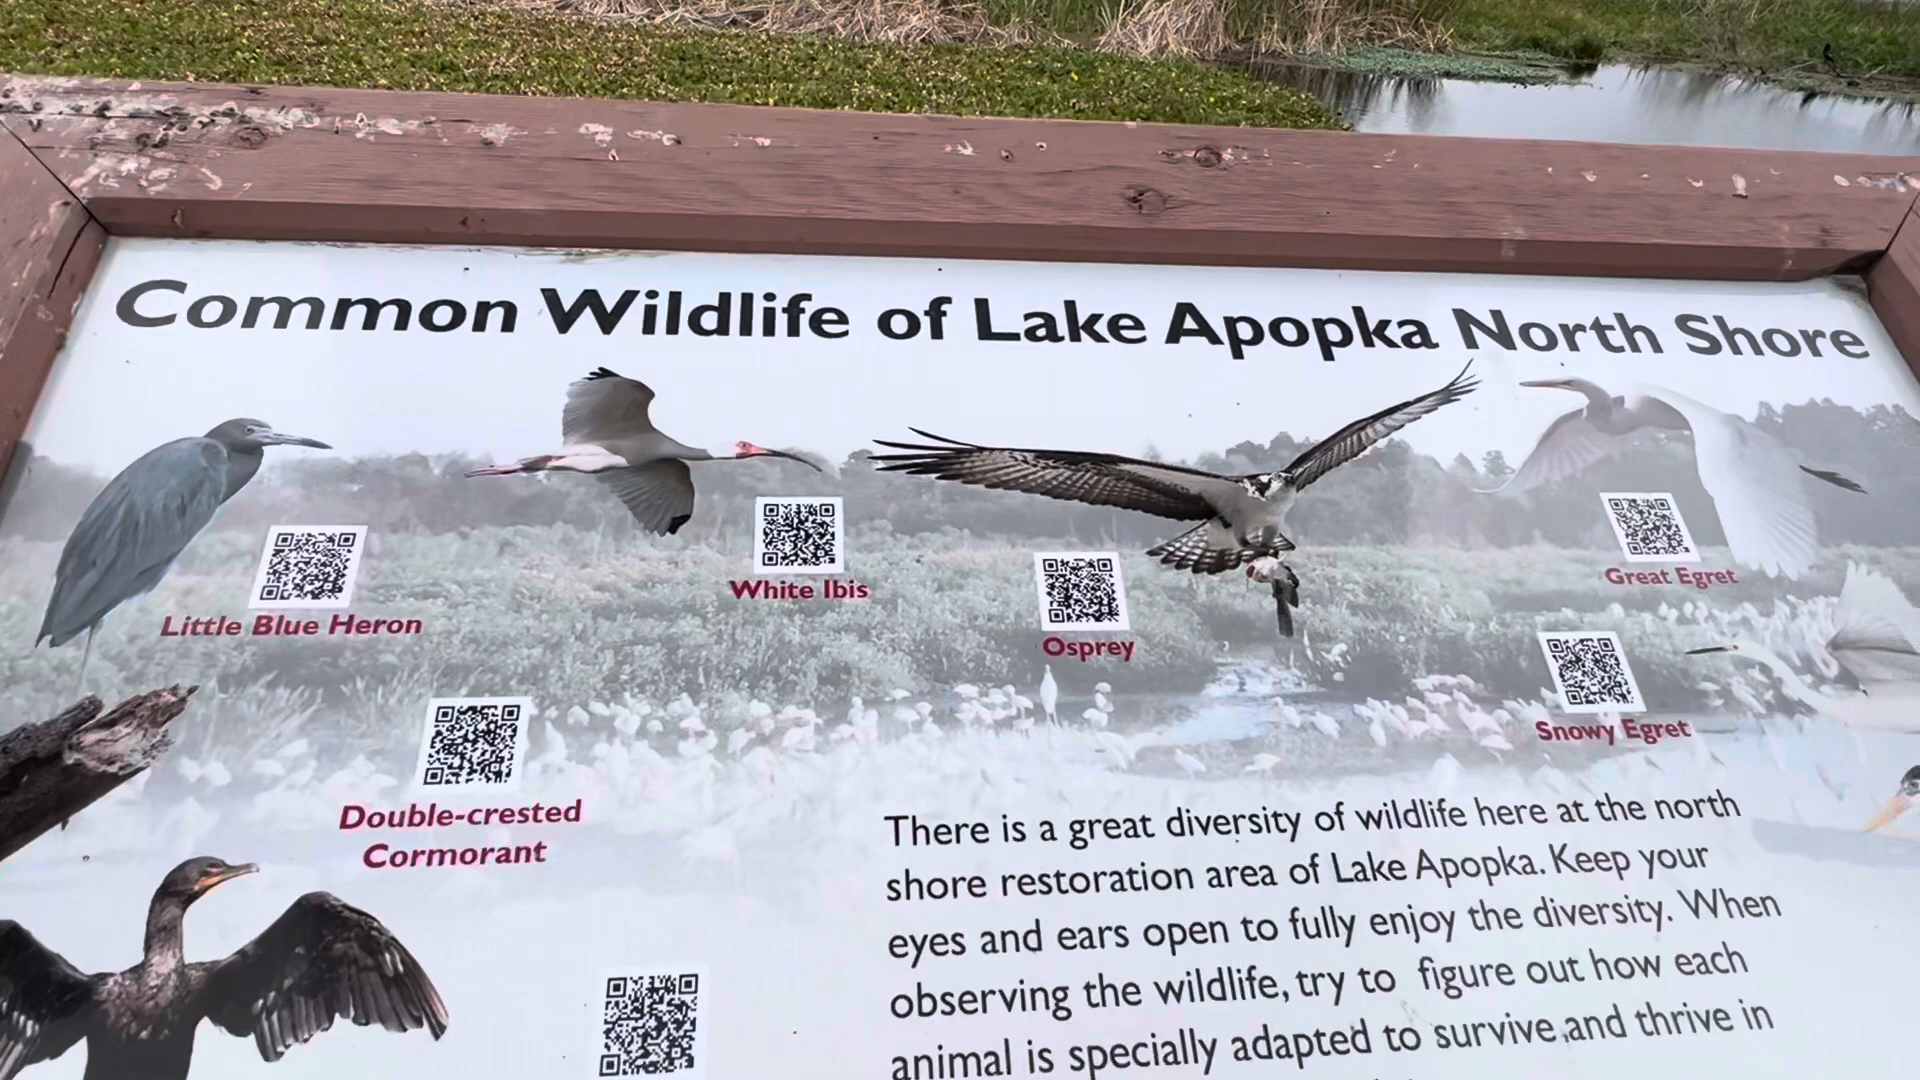 Common Wildlife of Lake Apopka North Shore
Little Blue Heron
White Ibis
Osprey
Great Egret
Snowy Egret
Double-crested
Cormorant
There is a great diversity of wildlife here at the north
shore restoration area of Lake Apopka. Keep your
eyes and ears open to fully enjoy the diversity. When
observing the wildlife, try to figure out how each
animal is specially adapted to survive and thrive in